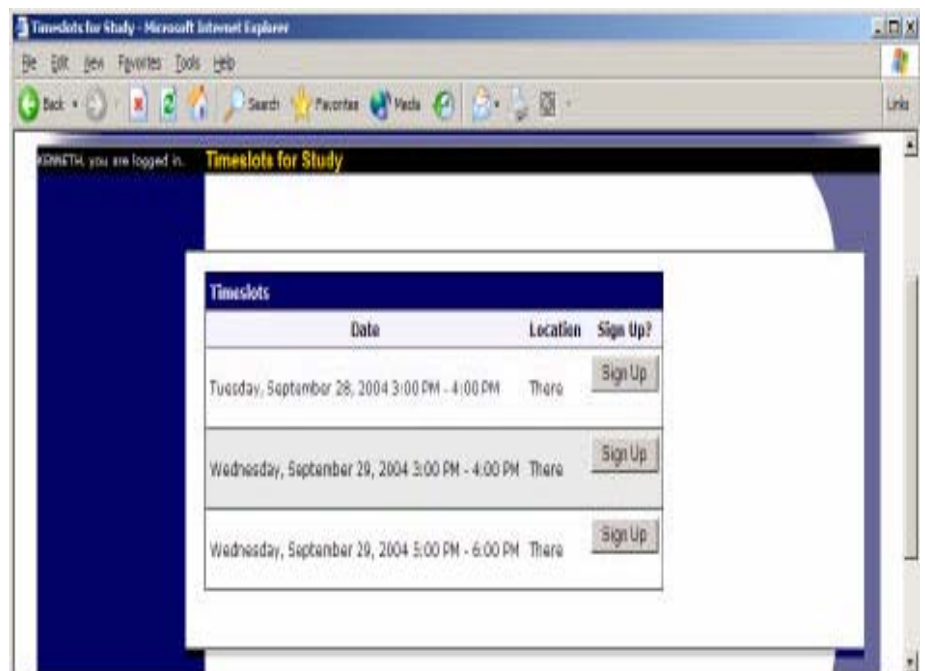 Timeslots for Study - Microsoft Internet Explorer
File Edit View Favorites Tools Help
Back Search Favorites Media Links
KENNETH, you are logged in. Timeslots for Study
Timeslots
Date Location Sign Up?
Tuesday, September 28, 2004 3:00 PM - 4:00 PM There Sign Up
Wednesday, September 29, 2004 3:00 PM - 4:00 PM There Sign Up
Wednesday, September 29, 2004 5:00 PM - 6:00 PM There Sign Up